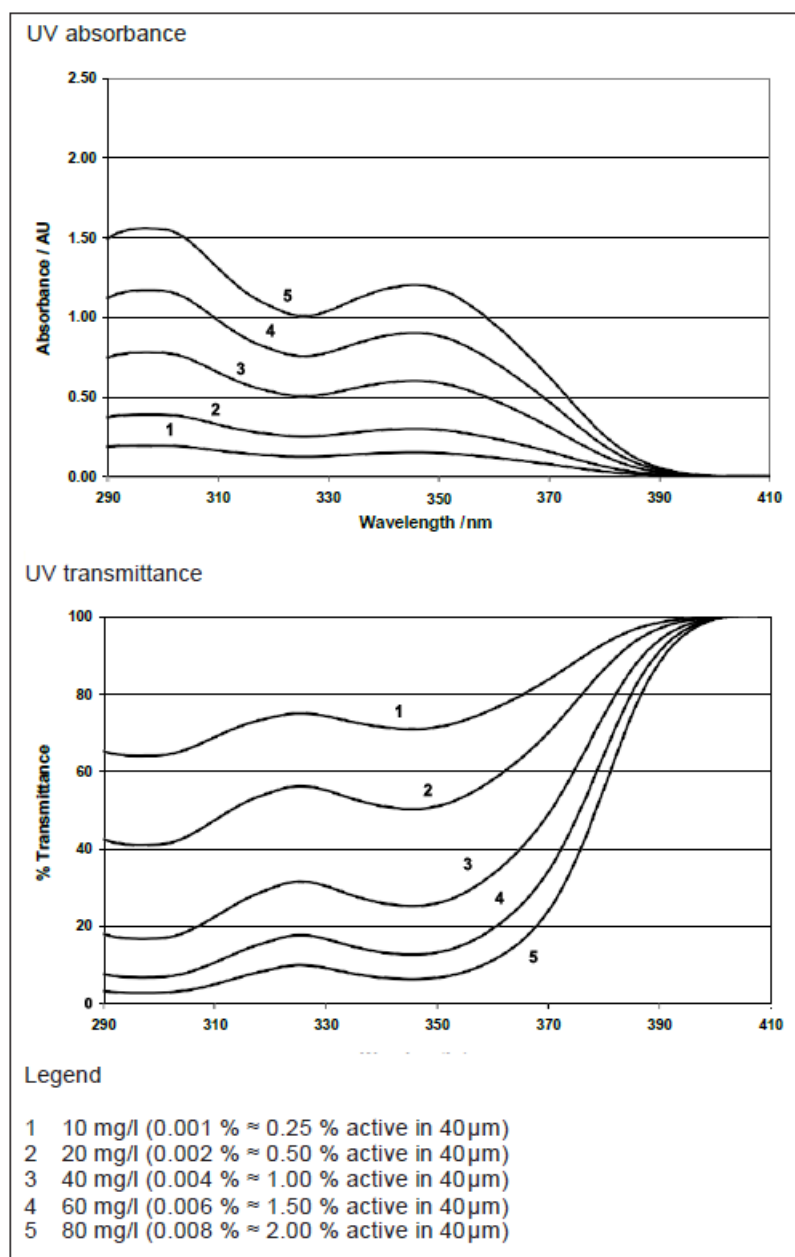 UV absorbance
2.50
2.00
1.50
1.00
0.50
0.00
Absorbance / AU
5
4
3
2
1
290 310 330 350 370 390 410
Wavelength / nm
UV transmittance
100
80
60
40
20
0
% Transmittance
1
2
3
4
5
290 310 330 350 370 390 410
Legend
1 10 mg/l (0.001 % ≈ 0.25 % active in 40µm)
2 20 mg/l (0.002 % ≈ 0.50 % active in 40µm)
3 40 mg/l (0.004 % ≈ 1.00 % active in 40µm)
4 60 mg/l (0.006 % ≈ 1.50 % active in 40µm)
5 80 mg/l (0.008 % ≈ 2.00 % active in 40µm)